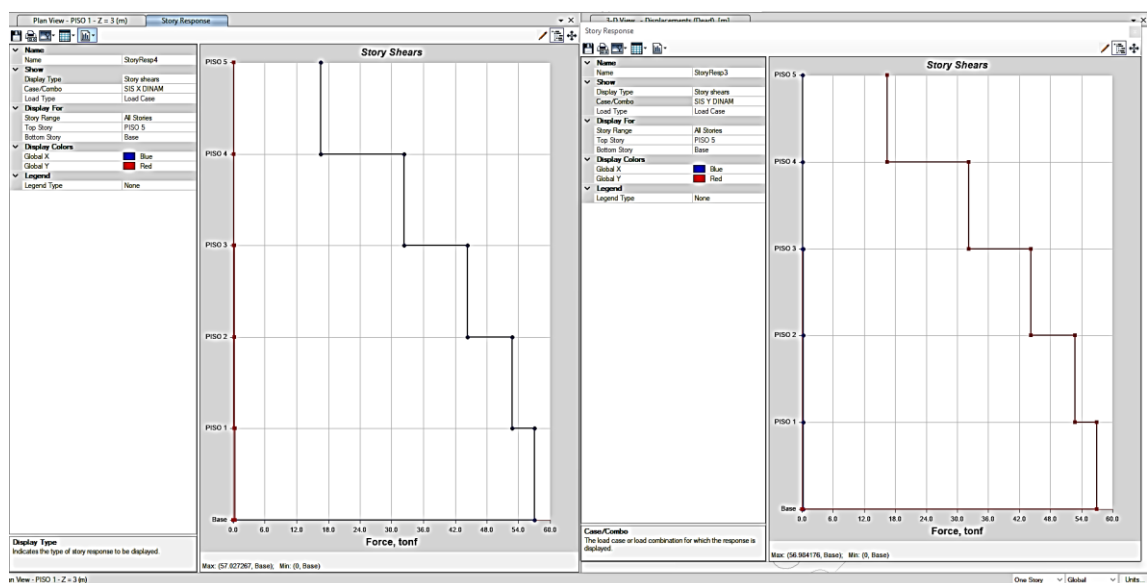 Plan View - PISO 1 - Z = 3 (m)
Story Response
Name
Name StoryResp4
Show
Display Type Story shears
Case/Combo SIS X DINAM
Load Type Load Case
Display For
Story Range All Stories
Top Story PISO 5
Bottom Story Base
Display Colors
Global X Blue
Global Y Red
Legend
Legend Type None
Story Shears
PISO 5
PISO 4
PISO 3
PISO 2
PISO 1
Base
0.0 6.0 12.0 18.0 24.0 30.0 36.0 42.0 48.0 54.0 60.0
Force, tonf
Display Type
Indicates the type of story response to be displayed.
Max: (57.027267, Base); Min: (0, Base)
3-D View - Displacements (Dead) [m]
Story Response
Name
Name StoryResp3
Show
Display Type Story shears
Case/Combo SIS Y DINAM
Load Type Load Case
Display For
Story Range All Stories
Top Story PISO 5
Bottom Story Base
Display Colors
Global X Blue
Global Y Red
Legend
Legend Type None
Story Shears
PISO 5
PISO 4
PISO 3
PISO 2
PISO 1
Base
0.0 6.0 12.0 18.0 24.0 30.0 36.0 42.0 48.0 54.0 60.0
Force, tonf
Case/Combo
The load case or load combination for which the response is
displayed.
Max: (56.984176, Base); Min: (0, Base)
an View - PISO 1 - Z = 3 (m)
One Story Global Units